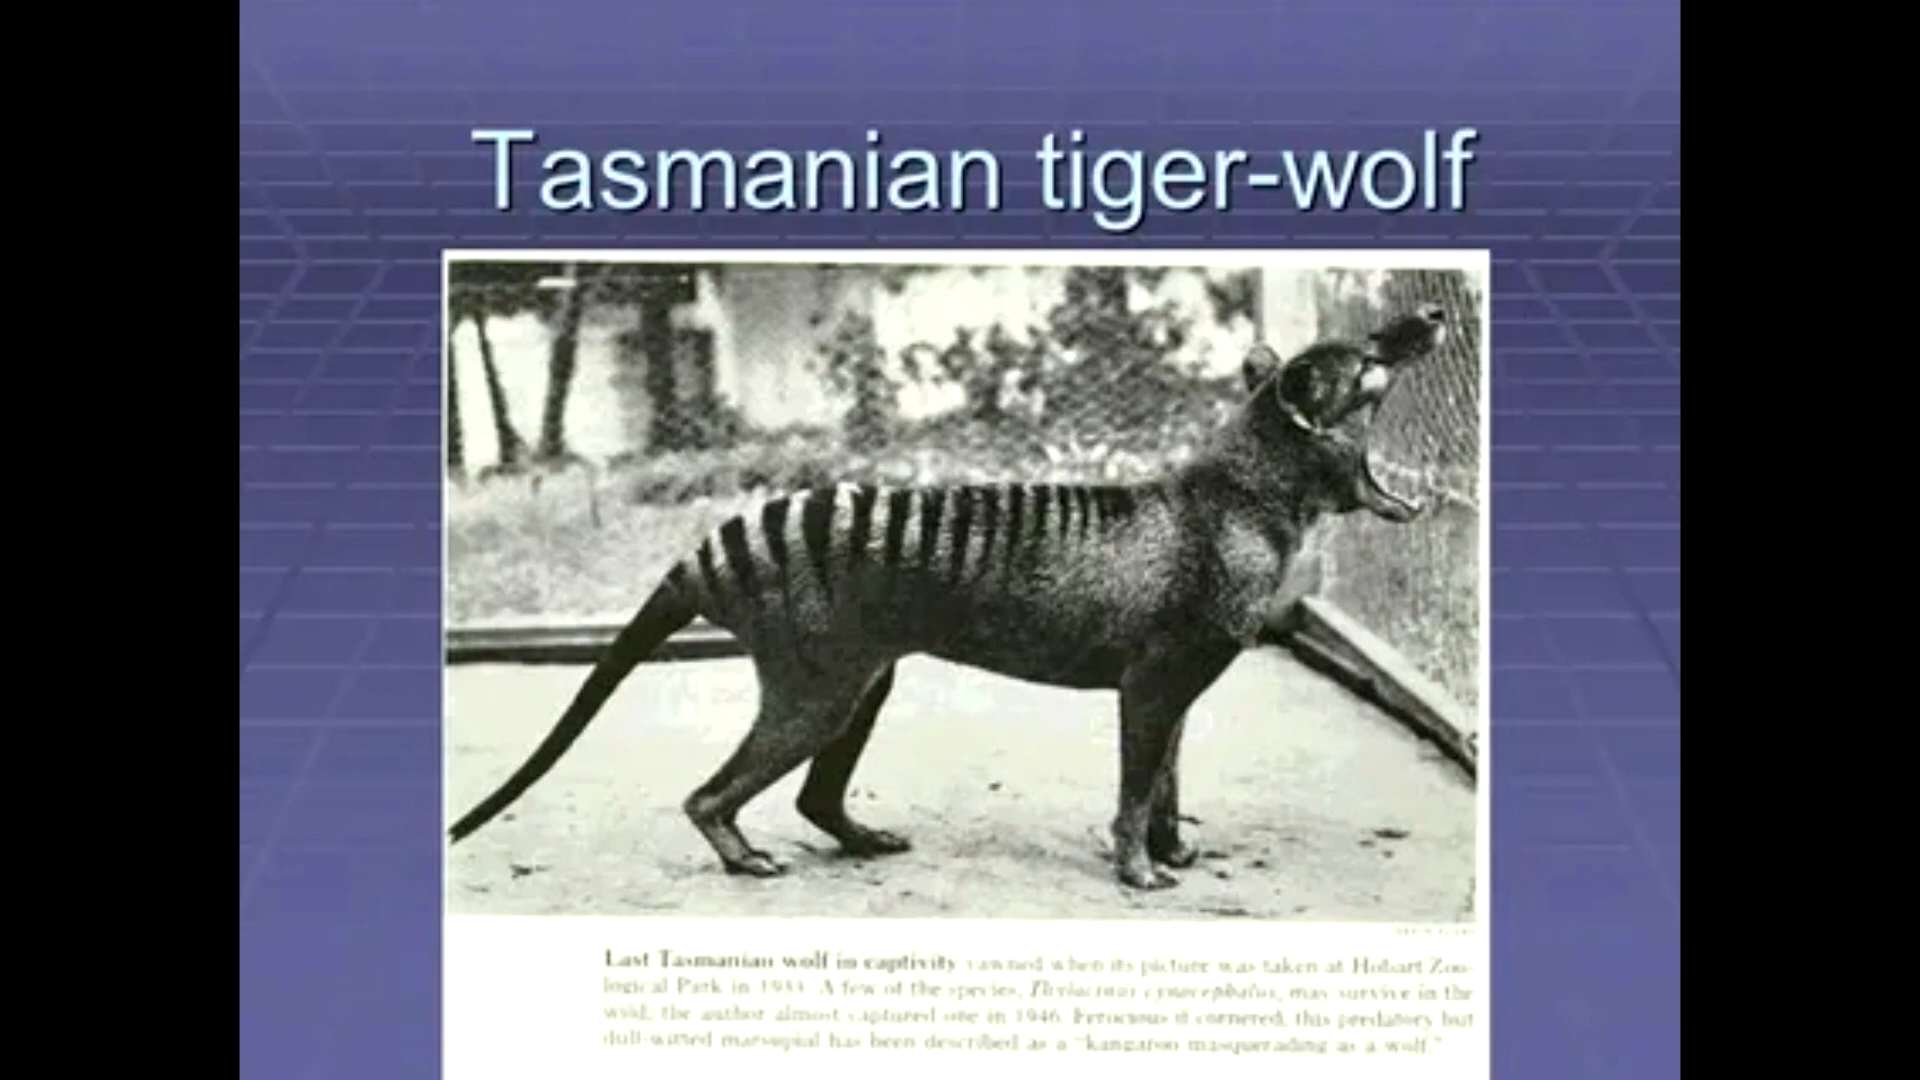 Tasmanian tiger-wolf
Last Tasmanian wolf in captivity yawned when its picture was taken at Hobart Zoo-
logical Park in 1933. A few of the species, Thylacinus cynocephalus, may survive in the
wild; the author almost captured one in 1946. Ferocious if cornered, this predatory but
dull-witted marsupial has been described as a "kangaroo masquerading as a wolf."